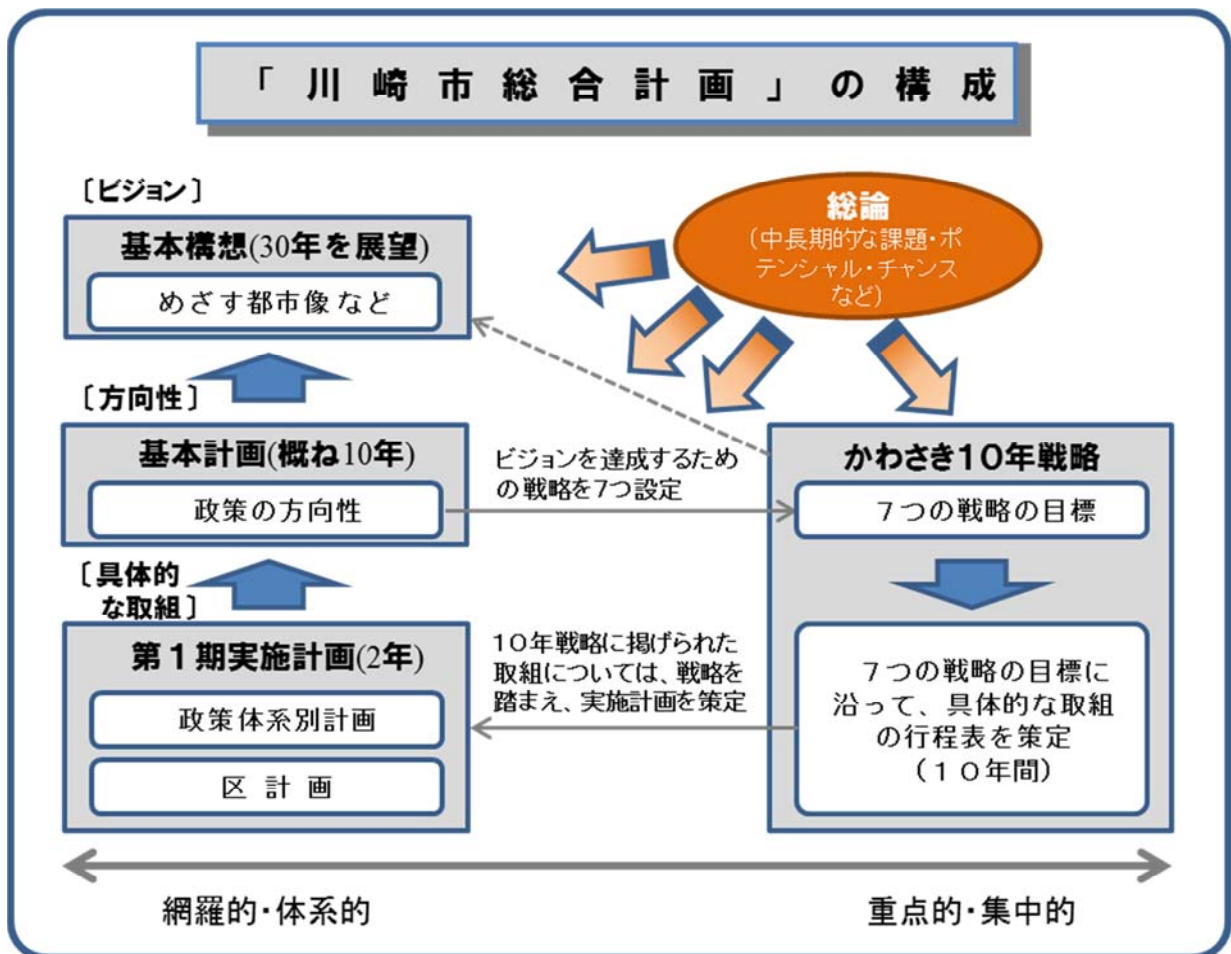 「川崎市総合計画」の構成
〔ビジョン〕
基本構想(30年を展望)
めざす都市像など
総論
(中長期的な課題・ポ
テンシャル・チャンス
など)
〔方向性〕
基本計画(概ね10年)
政策の方向性
ビジョンを達成するため
の戦略を7つ設定
かわさき10年戦略
7つの戦略の目標
〔具体的
な取組〕
第1期実施計画(2年)
政策体系別計画
区計画
10年戦略に掲げられた
取組については、戦略を
踏まえ、実施計画を策定
7つの戦略の目標に
沿って、具体的な取組
の行程表を策定
(10年間)
網羅的・体系的
重点的・集中的